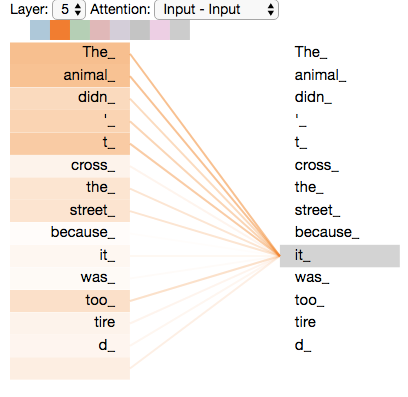 Layer: 5 Attention: Input - Input
The_ The_
animal_ animal_
didn_ didn_
'_ '_
t_ t_
cross_ cross_
the_ the_
street_ street_
because_ because_
it_ it_
was_ was_
too_ too_
tire tire
d_ d_